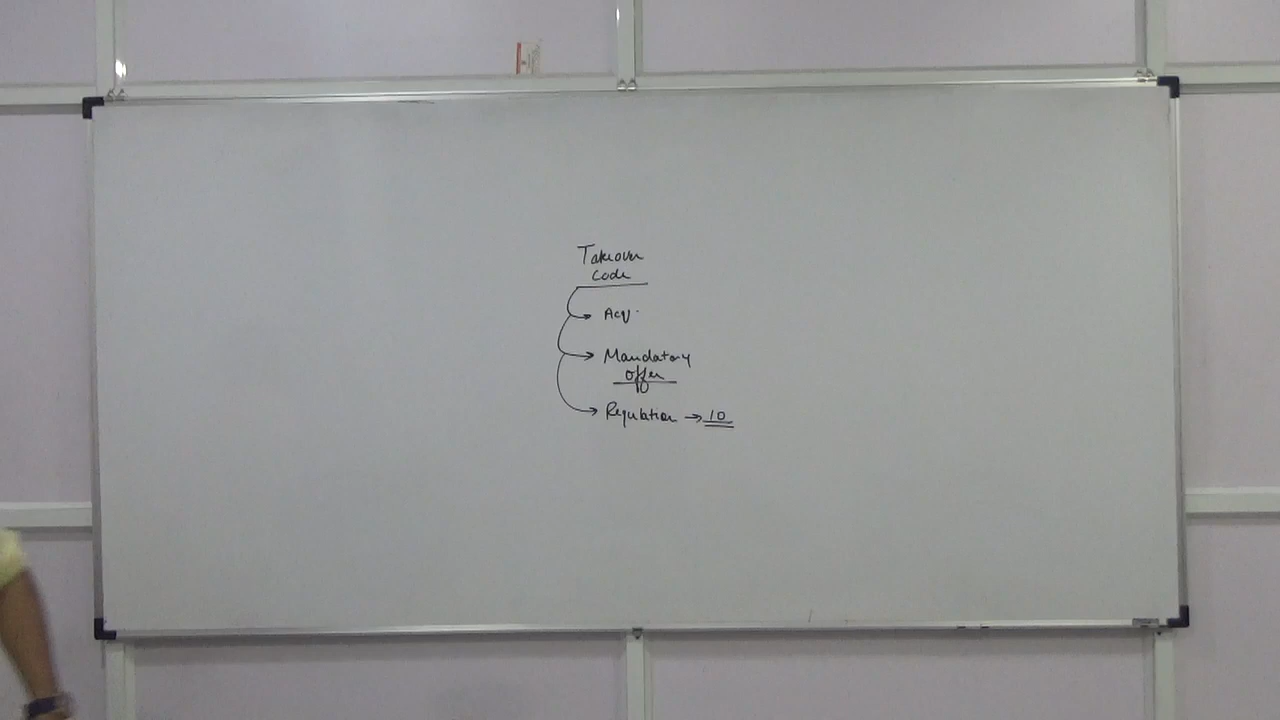 Takeover
Code
Acq.
Mandatory
Offer
Regulation → 10